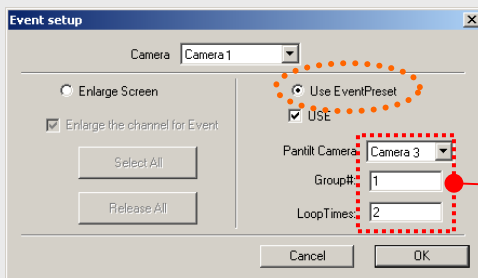 Event setup
Camera Camera 1
Enlarge Screen
Use EventPreset
Enlarge the channel for Event
USE
Select All
Pantilt Camera: Camera 3
Group#: 1
Release All
LoopTimes: 2
Cancel OK